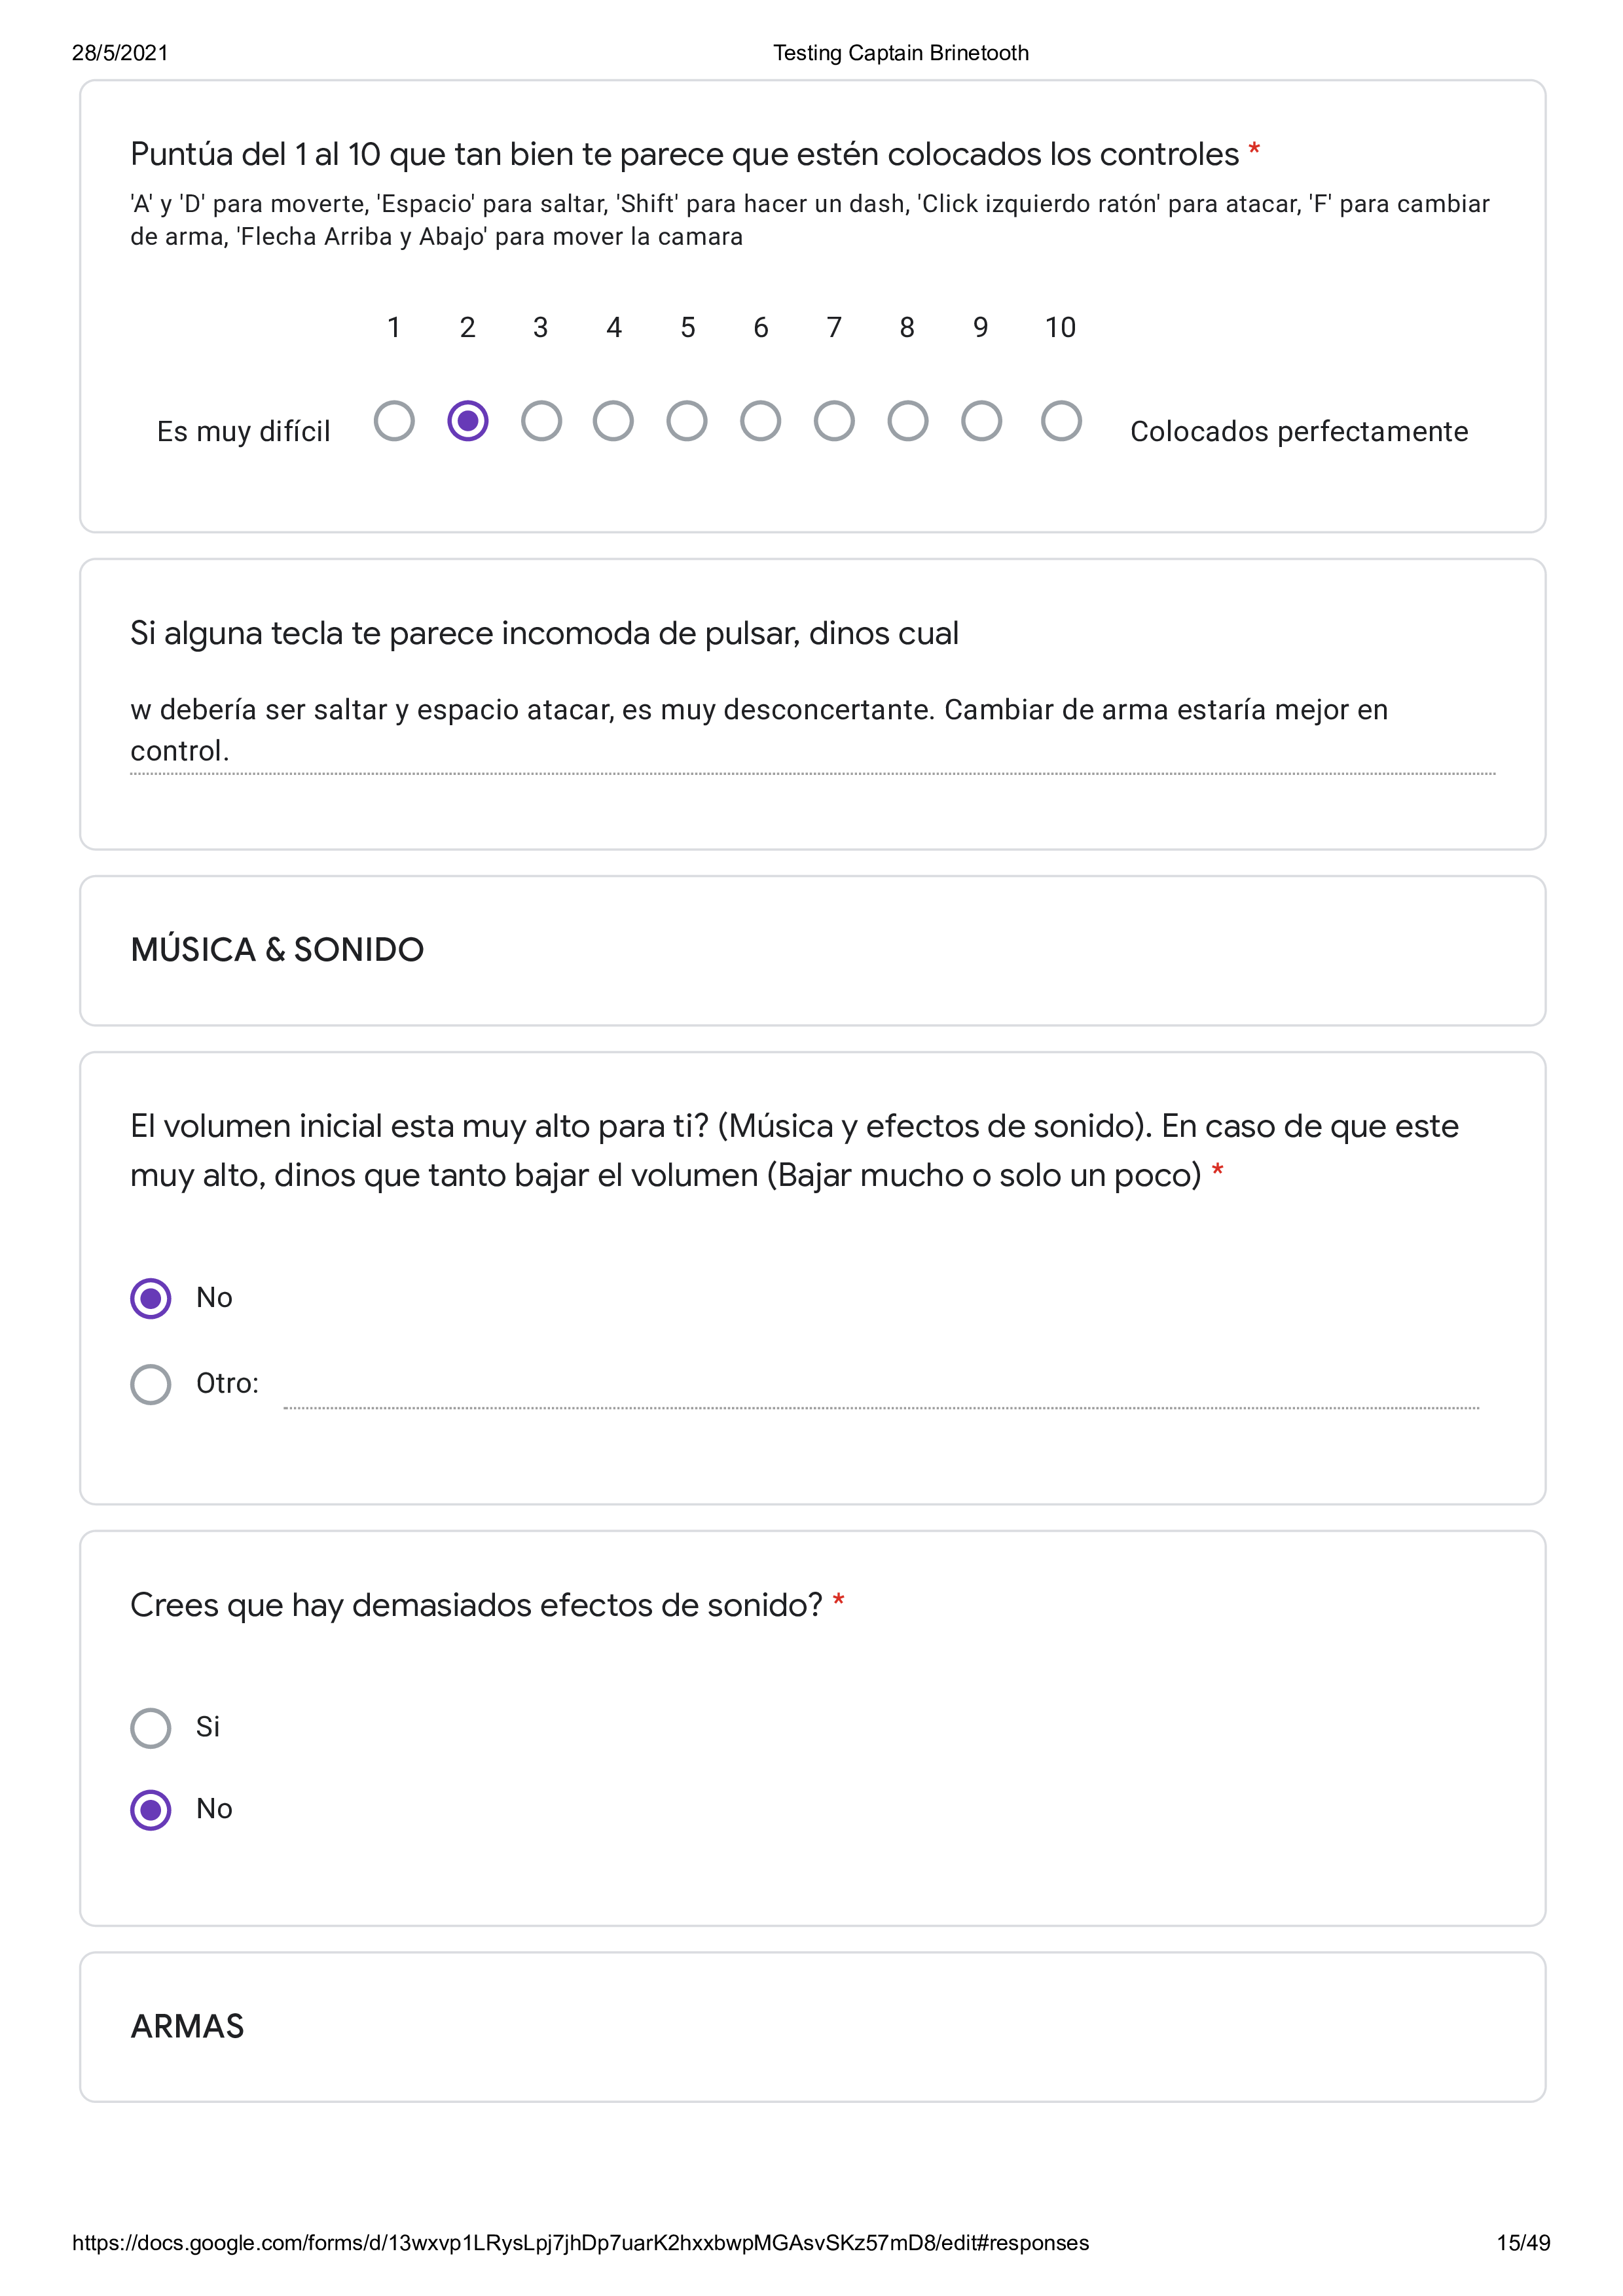 28/5/2021 Testing Captain Brinetooth
Puntúa del 1 al 10 que tan bien te parece que estén colocados los controles *
'A' y 'D' para moverte, 'Espacio' para saltar, 'Shift' para hacer un dash, 'Click izquierdo ratón' para atacar, 'F' para cambiar
de arma, 'Flecha Arriba y Abajo' para mover la camara
1 2 3 4 5 6 7 8 9 10
Es muy difícil Colocados perfectamente
Si alguna tecla te parece incomoda de pulsar, dinos cual
w debería ser saltar y espacio atacar, es muy desconcertante. Cambiar de arma estaría mejor en
control.
MÚSICA & SONIDO
El volumen inicial esta muy alto para ti? (Música y efectos de sonido). En caso de que este
muy alto, dinos que tanto bajar el volumen (Bajar mucho o solo un poco) *
No
Otro:
Crees que hay demasiados efectos de sonido? *
Si
No
ARMAS
https://docs.google.com/forms/d/13wxvp1LRysLpj7jhDp7uarK2hxxbwpMGAsvSKz57mD8/edit#responses 15/49